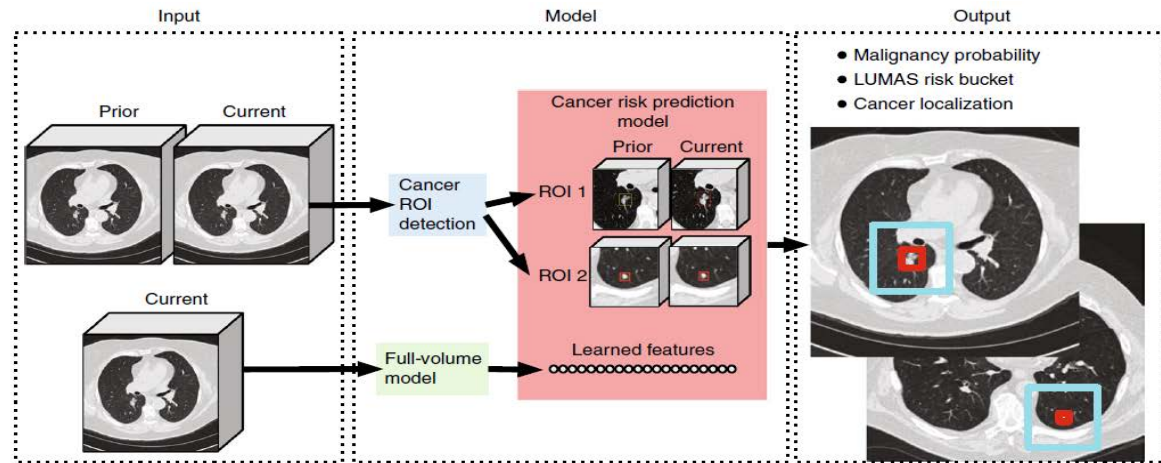 Input
Model
Output
Prior
Current
Current
Cancer
ROI
detection
Full-volume
model
Cancer risk prediction
model
Prior
Current
ROI 1
ROI 2
Learned features
● Malignancy probability
● LUMAS risk bucket
● Cancer localization